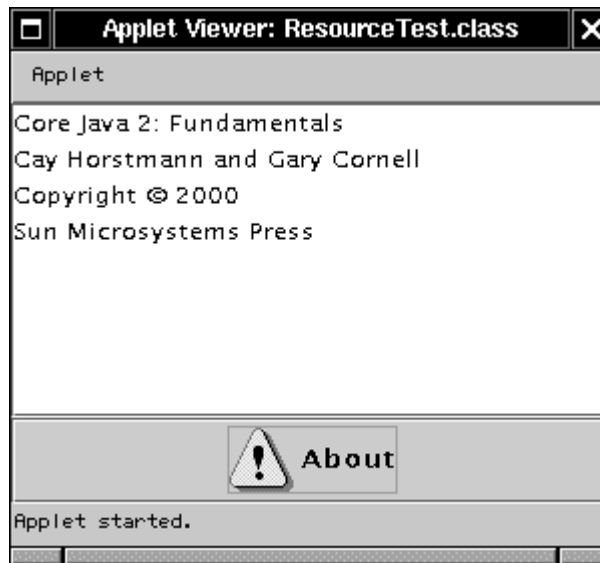 Applet Viewer: ResourceTest.class
Applet
Core Java 2: Fundamentals
Cay Horstmann and Gary Cornell
Copyright © 2000
Sun Microsystems Press
About
Applet started.